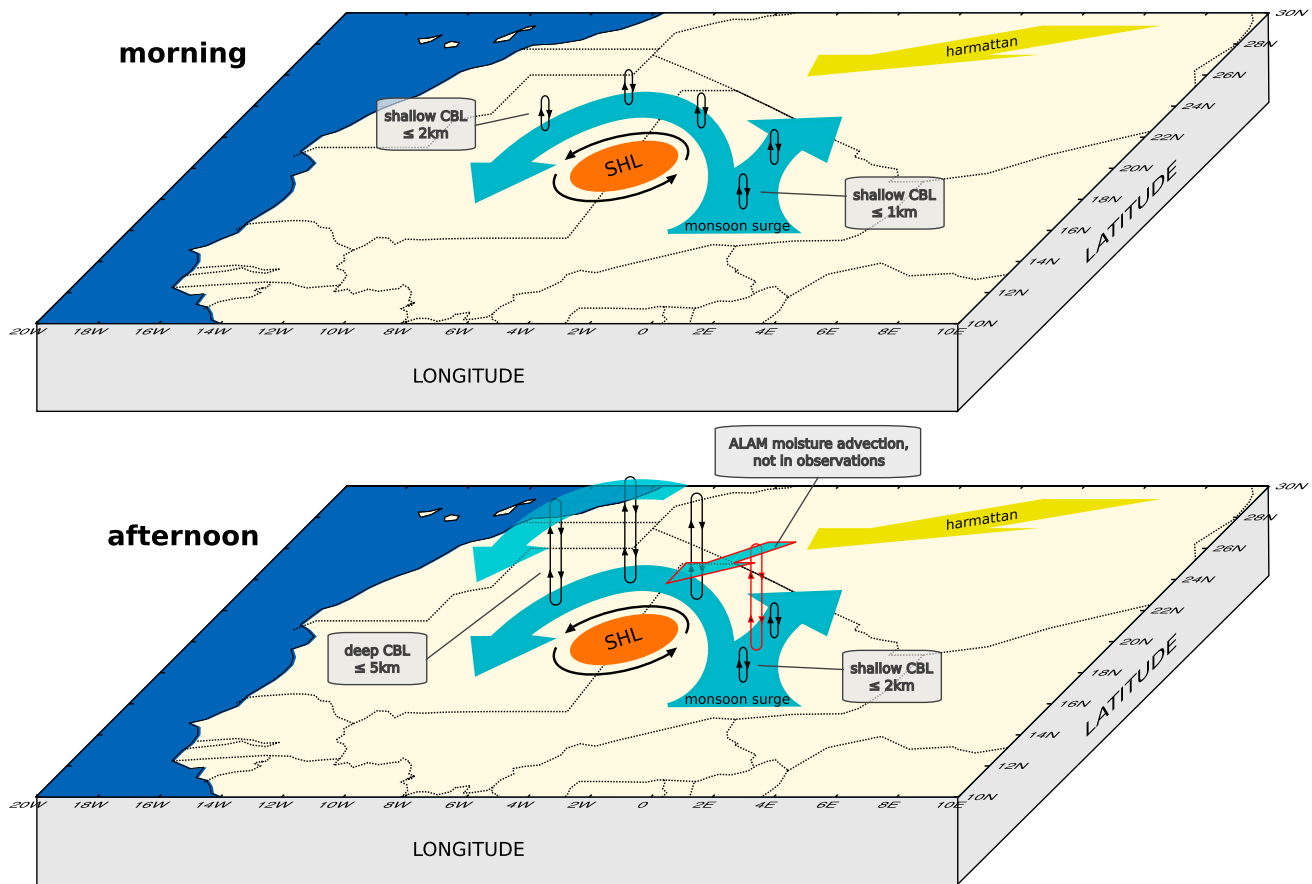 morning
30N
28N
26N
24N
22N
20N
18N
16N
14N
12N
10N
LATITUDE
harmattan
shallow CBL
≤ 2km
SHL
shallow CBL
≤ 1km
monsoon surge
20W 18W 16W 14W 12W 10W 8W 6W 4W 2W 0 2E 4E 6E 8E 10E
LONGITUDE
ALAM moisture advection,
not in observations
afternoon
30N
28N
26N
24N
22N
20N
18N
16N
14N
12N
10N
LATITUDE
harmattan
deep CBL
≤ 5km
SHL
shallow CBL
≤ 2km
monsoon surge
20W 18W 16W 14W 12W 10W 8W 6W 4W 2W 0 2E 4E 6E 8E 10E
LONGITUDE